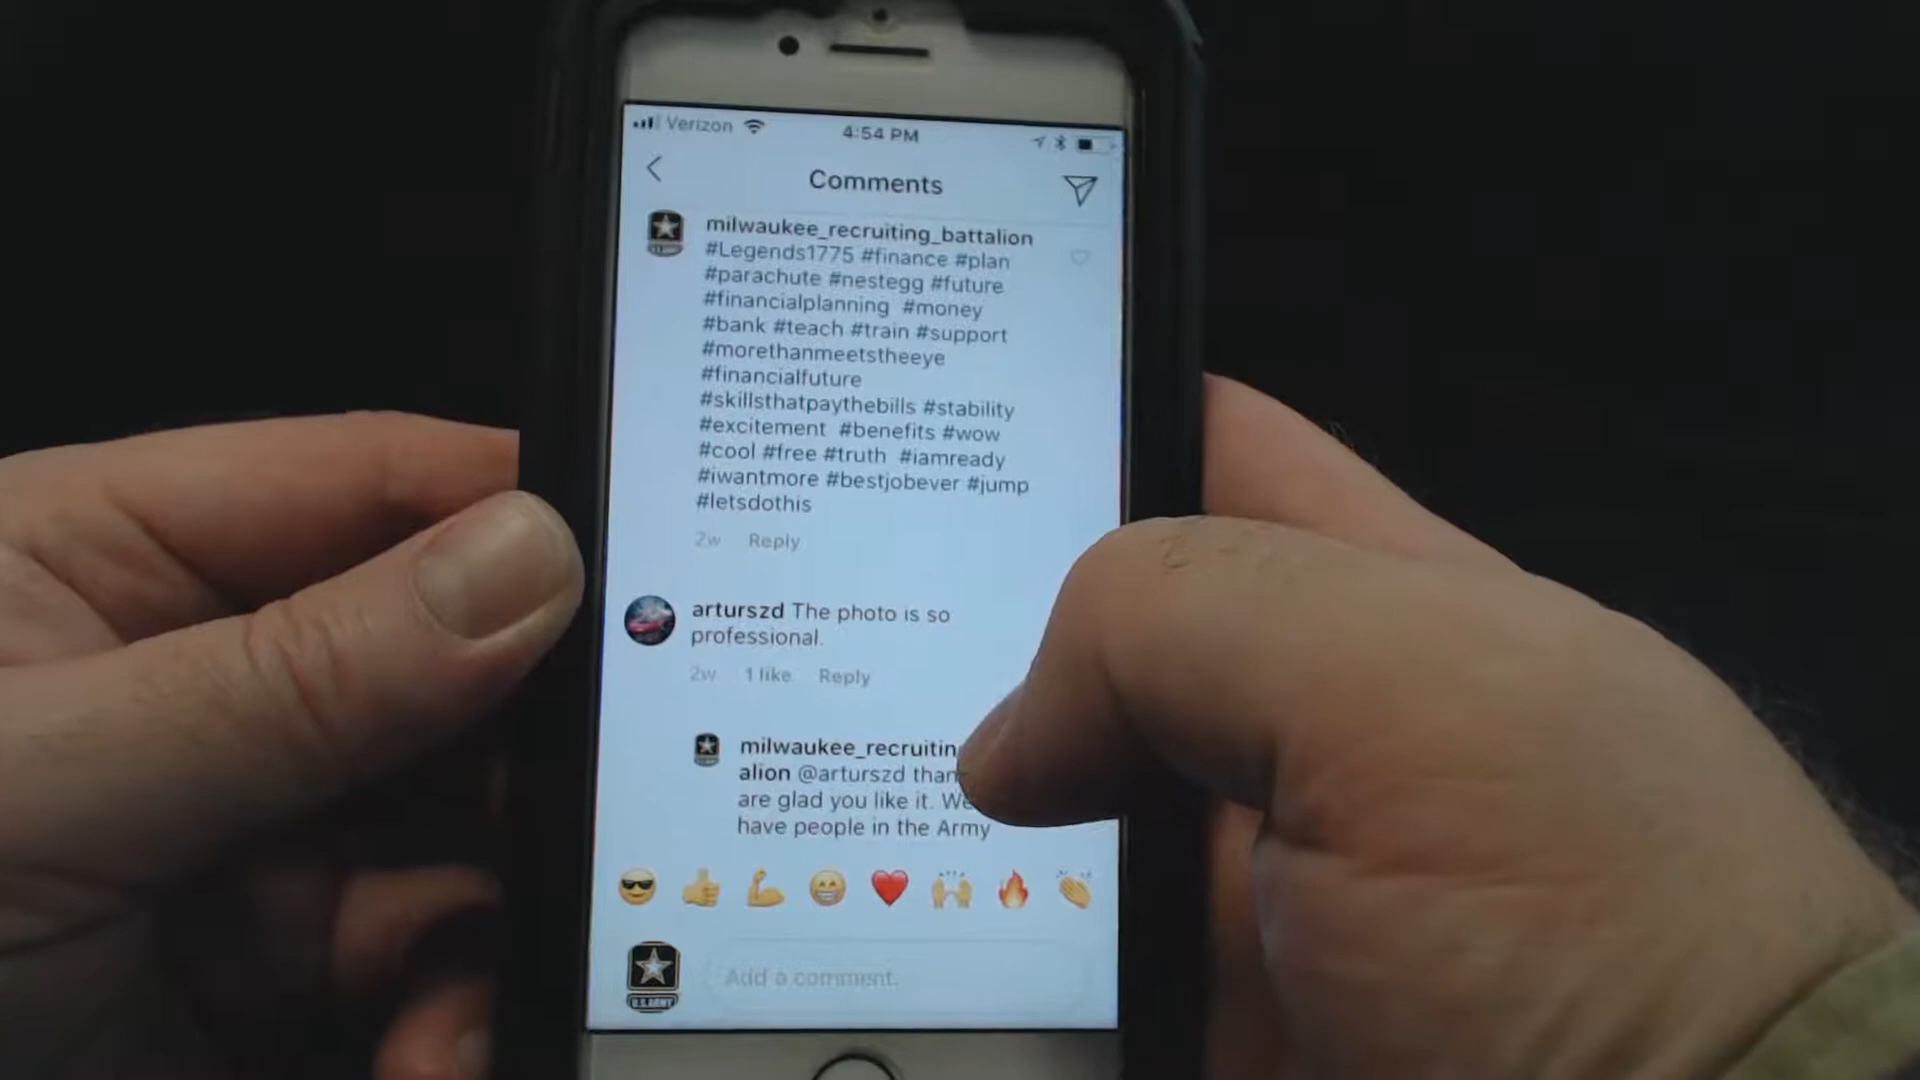 Verizon 4:54 PM
Comments
milwaukee_recruiting_battalion
#Legends1775 #finance #plan
#parachute #nestegg #future
#financialplanning #money
#bank #teach #train #support
#morethanmeetstheeye
#financialfuture
#skillsthatpaythebills #stability
#excitement #benefits #wow
#cool #free #truth #iamready
#iwantmore #bestjobever #jump
#letsdothis
2w Reply
arturszd The photo is so
professional.
2w 1 like Reply
milwaukee_recruitin
alion @arturszd than
are glad you like it. We
have people in the Army
Add a comment.
U.S.ARMY